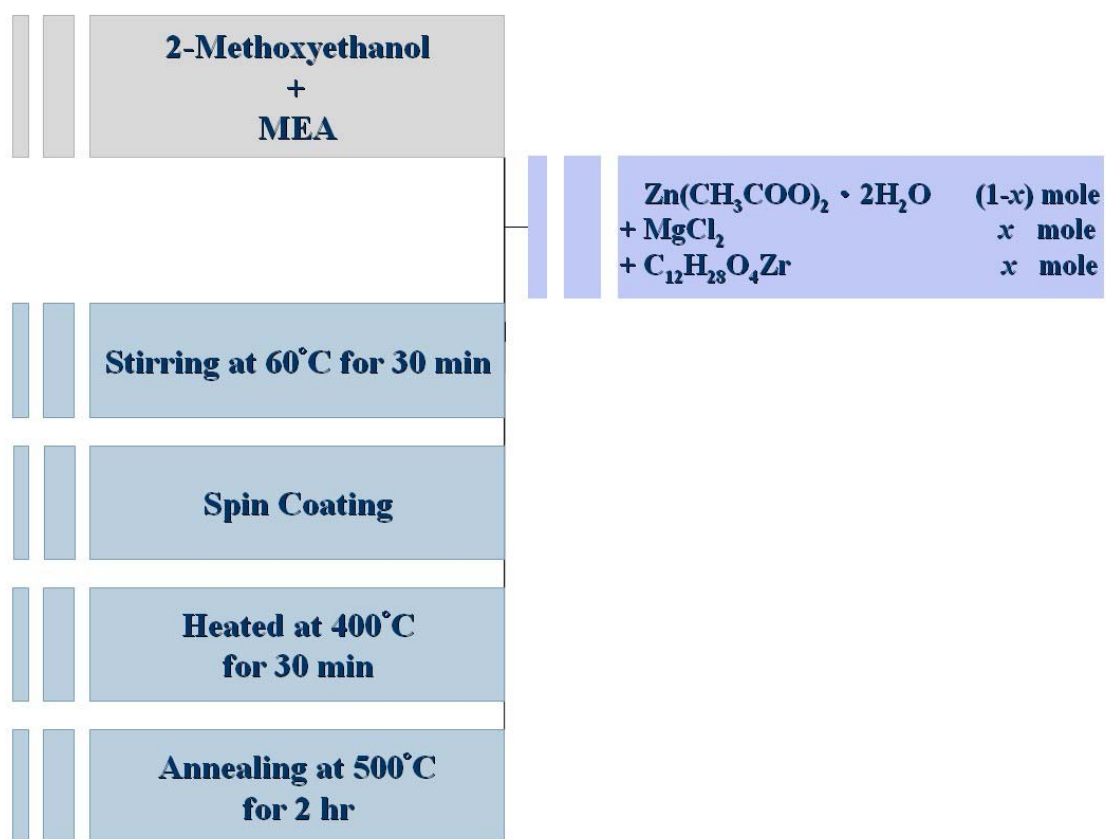 2-Methoxyethanol
+
MEA
Zn(CH₃COO)₂・2H₂O (1-x) mole
+ MgCl₂ x mole
+ C₁₂H₂₈O₄Zr x mole
Stirring at 60°C for 30 min
Spin Coating
Heated at 400°C
for 30 min
Annealing at 500°C
for 2 hr